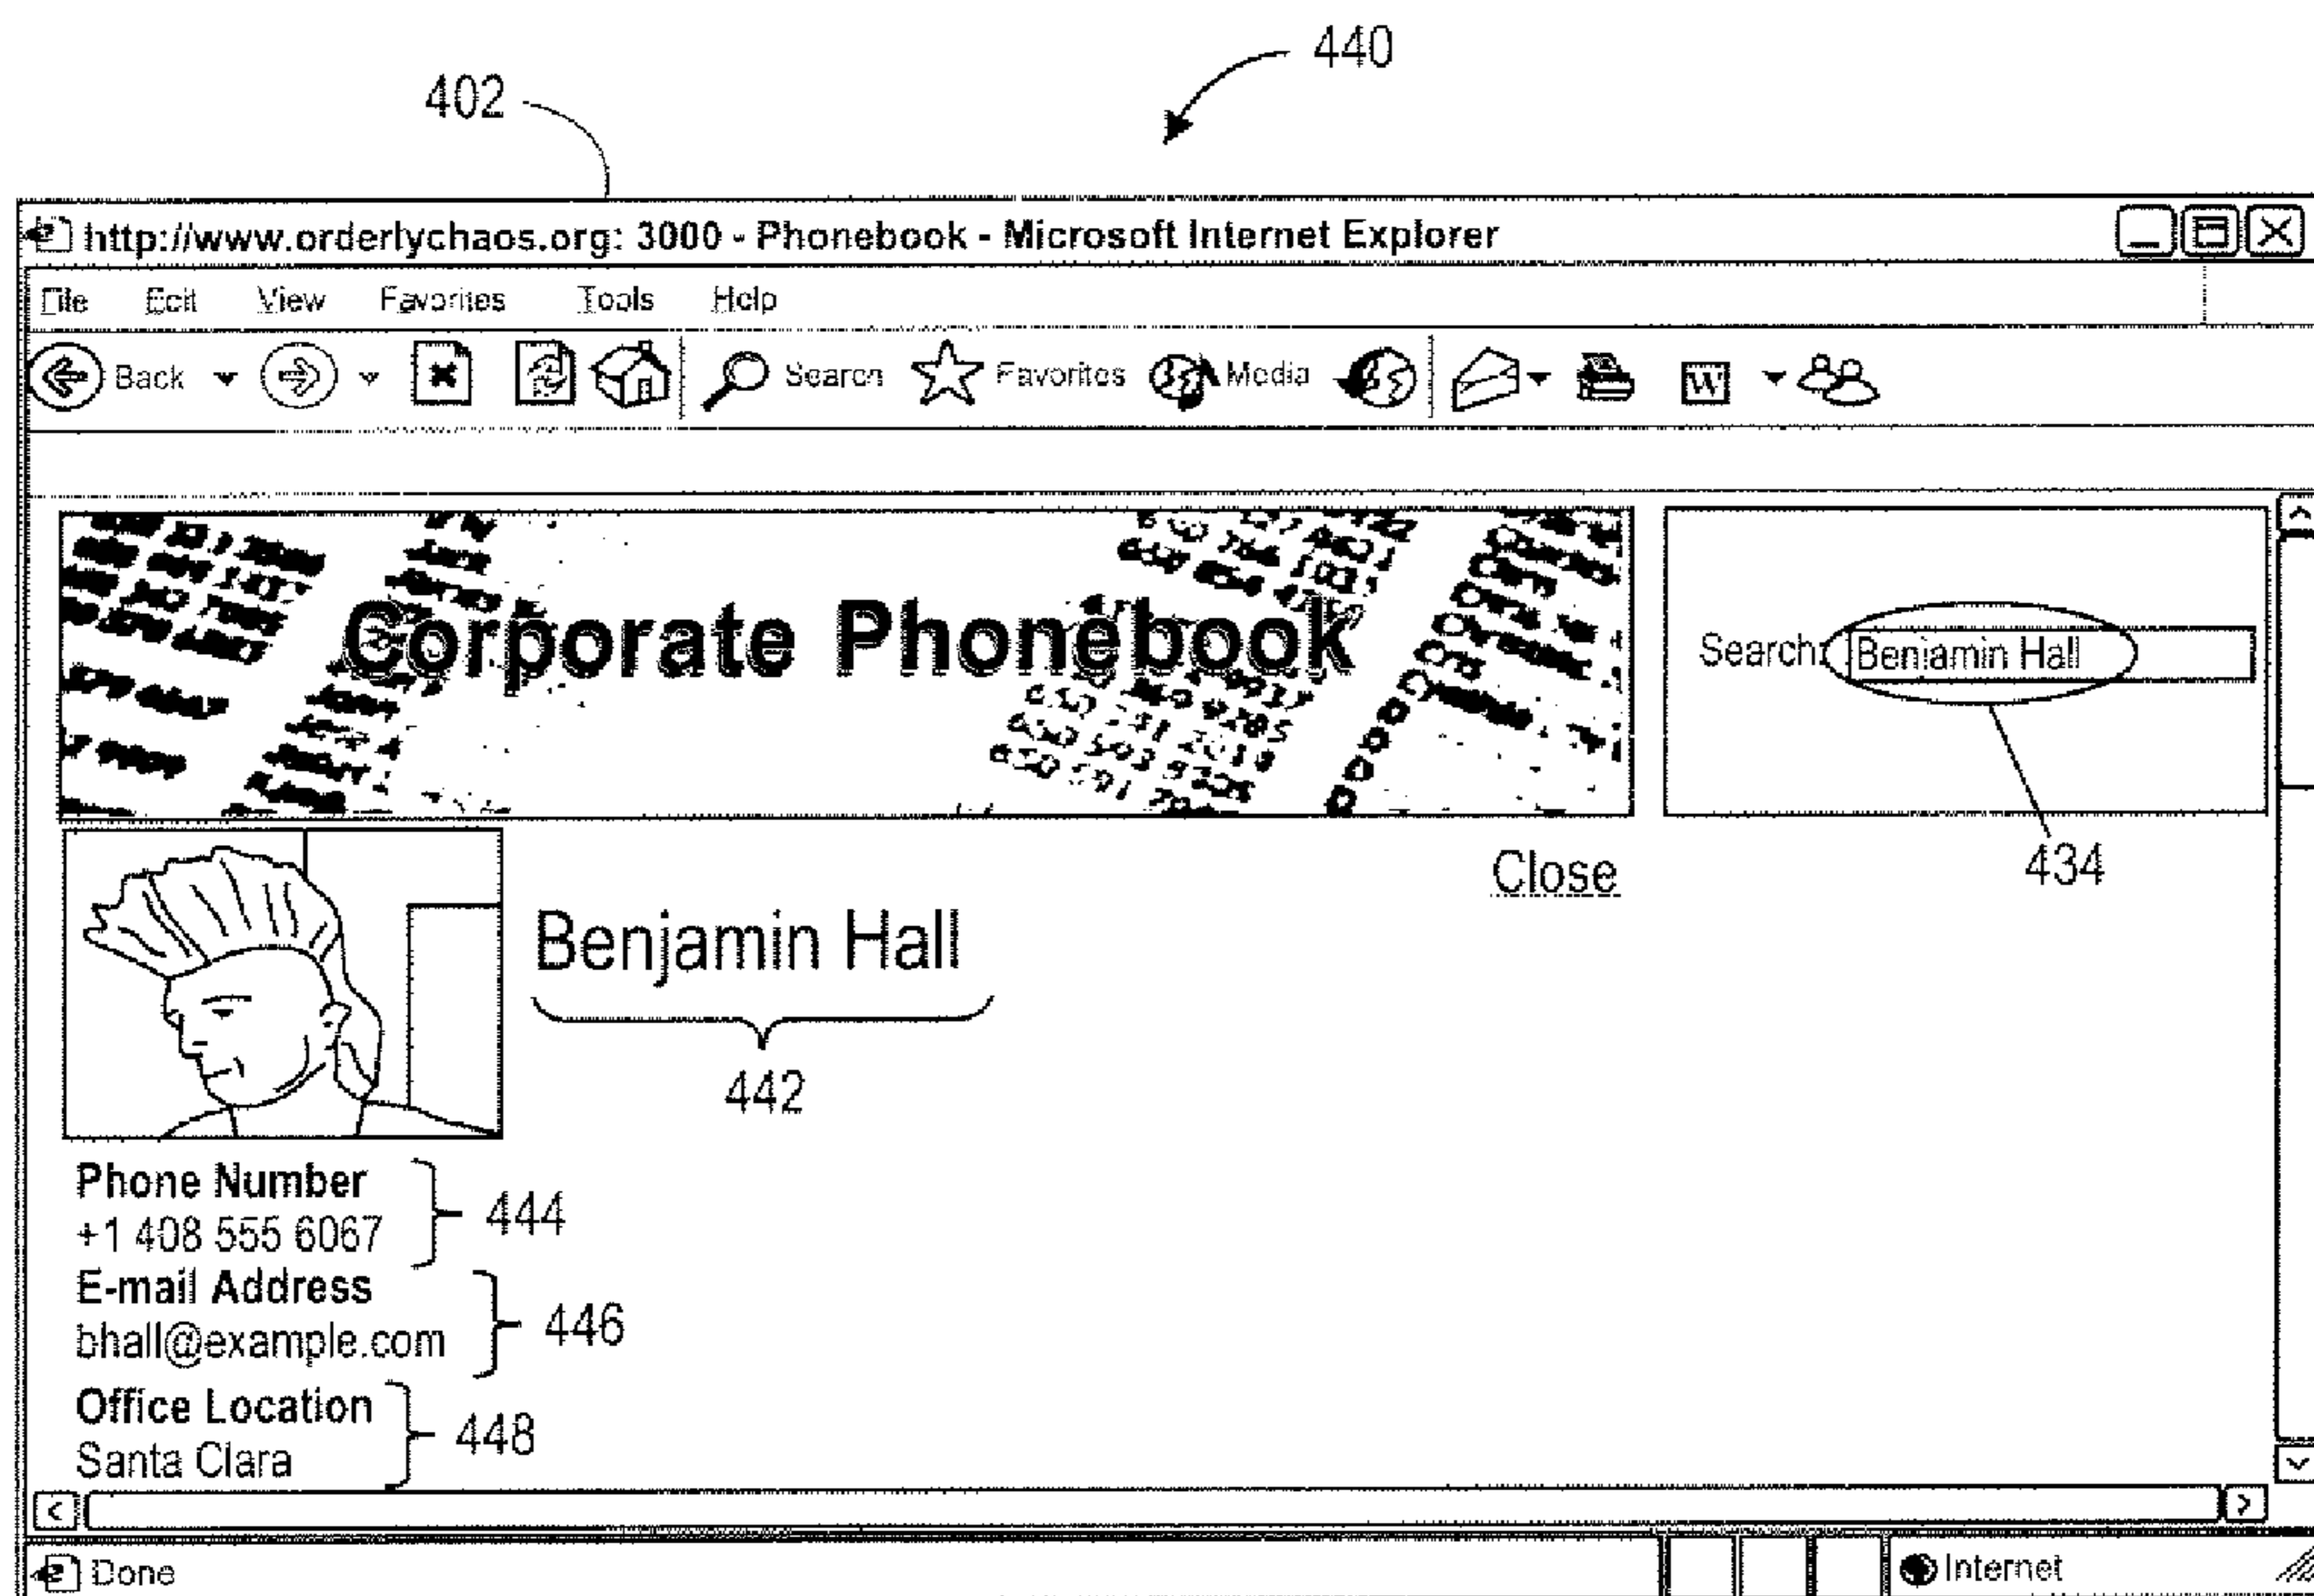 440
402
http://www.orderlychaos.org: 3000 - Phonebook - Microsoft Internet Explorer
File Edit View Favorites Tools Help
Back Search Favorites Media W
Corporate Phonebook
Search: Benjamin Hall
434
Close
Benjamin Hall
442
Phone Number
+1 408 555 6067
444
E-mail Address
bhall@example.com
446
Office Location
Santa Clara
448
Done Internet